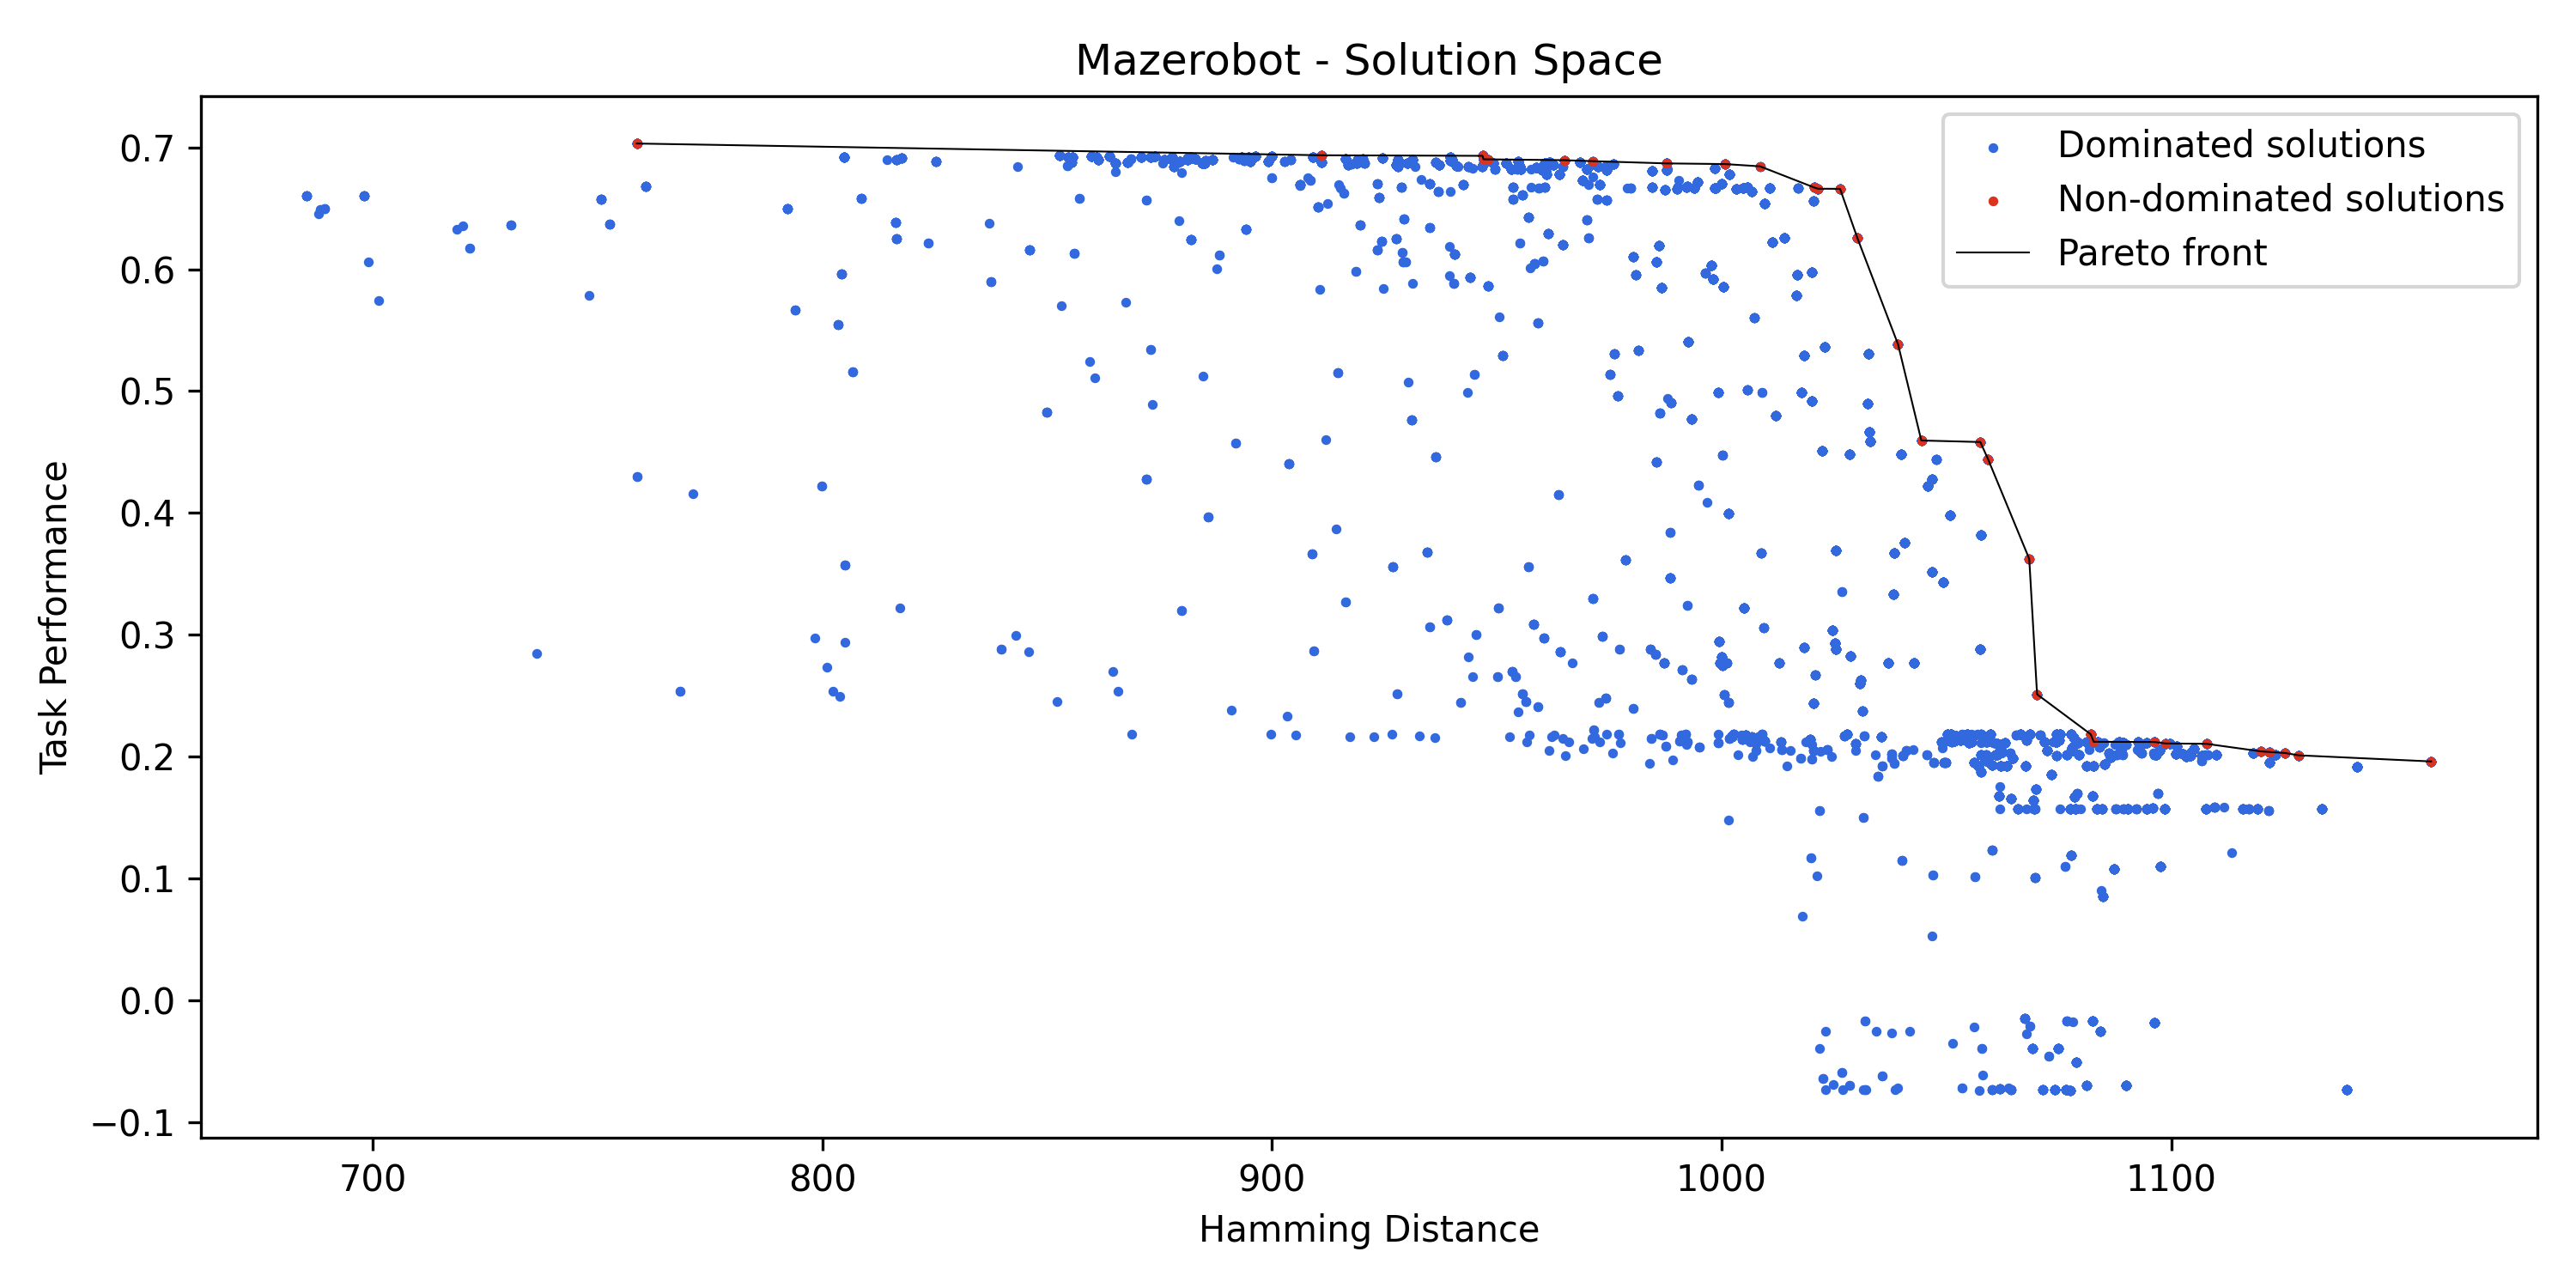 Mazerobot - Solution Space
Dominated solutions
Non-dominated solutions
Pareto front
Task Performance
0.7
0.6
0.5
0.4
0.3
0.2
0.1
0.0
−0.1
700 800 900 1000 1100
Hamming Distance